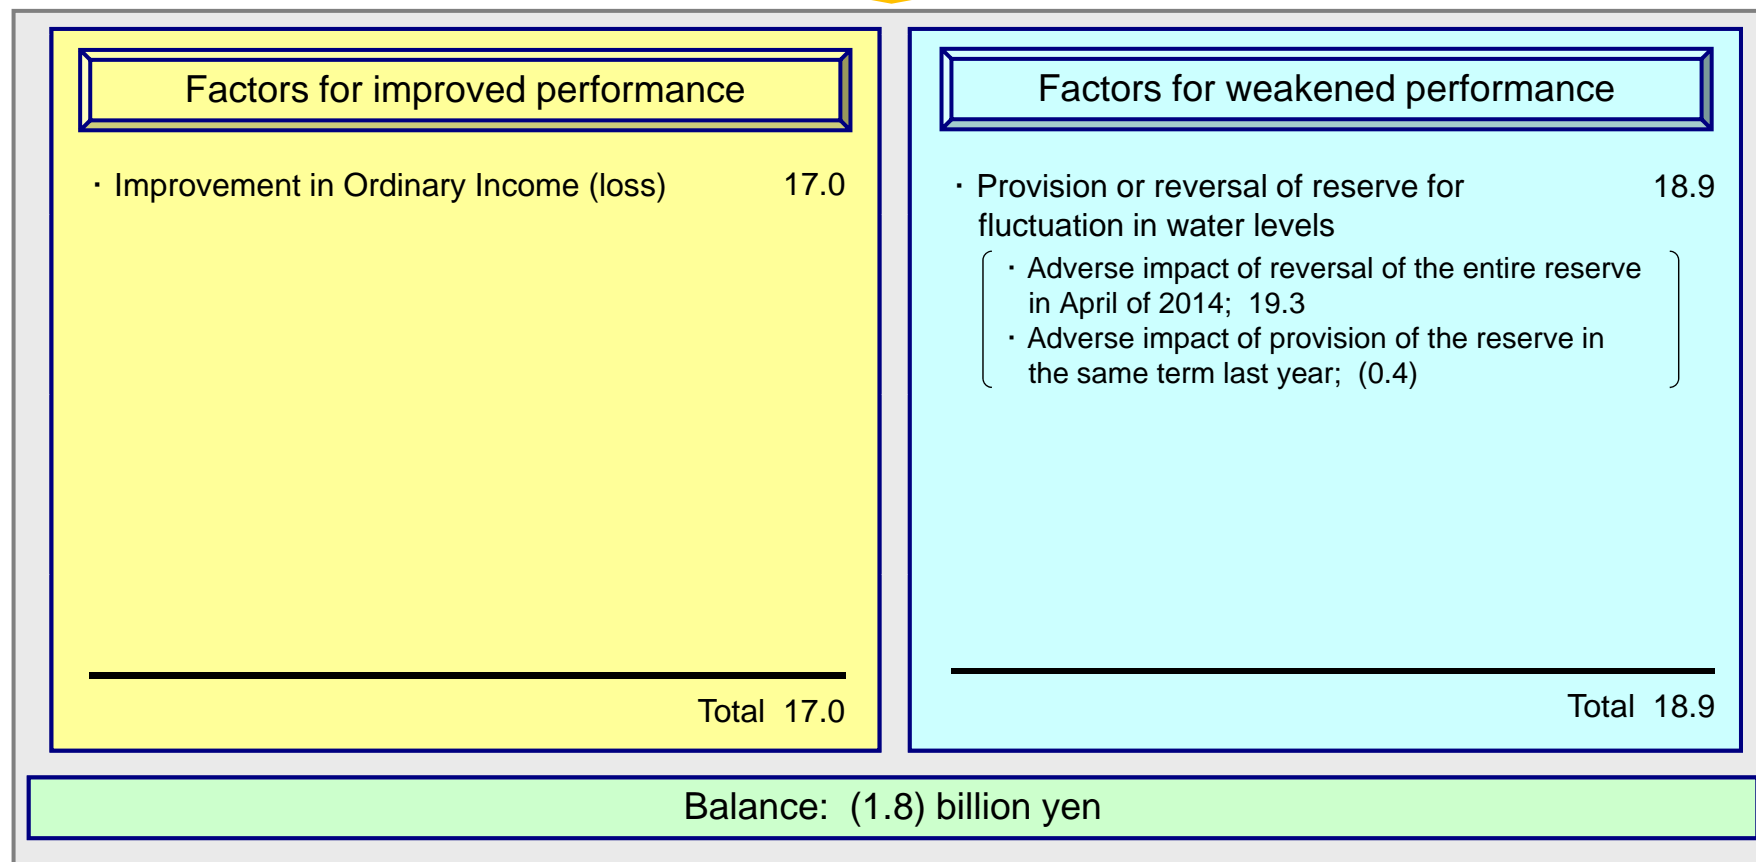 Factors for improved performance
・Improvement in Ordinary Income (loss) 17.0
Total 17.0
Factors for weakened performance
・Provision or reversal of reserve for 18.9
fluctuation in water levels
・Adverse impact of reversal of the entire reserve
in April of 2014; 19.3
・Adverse impact of provision of the reserve in
the same term last year; (0.4)
Total 18.9
Balance: (1.8) billion yen